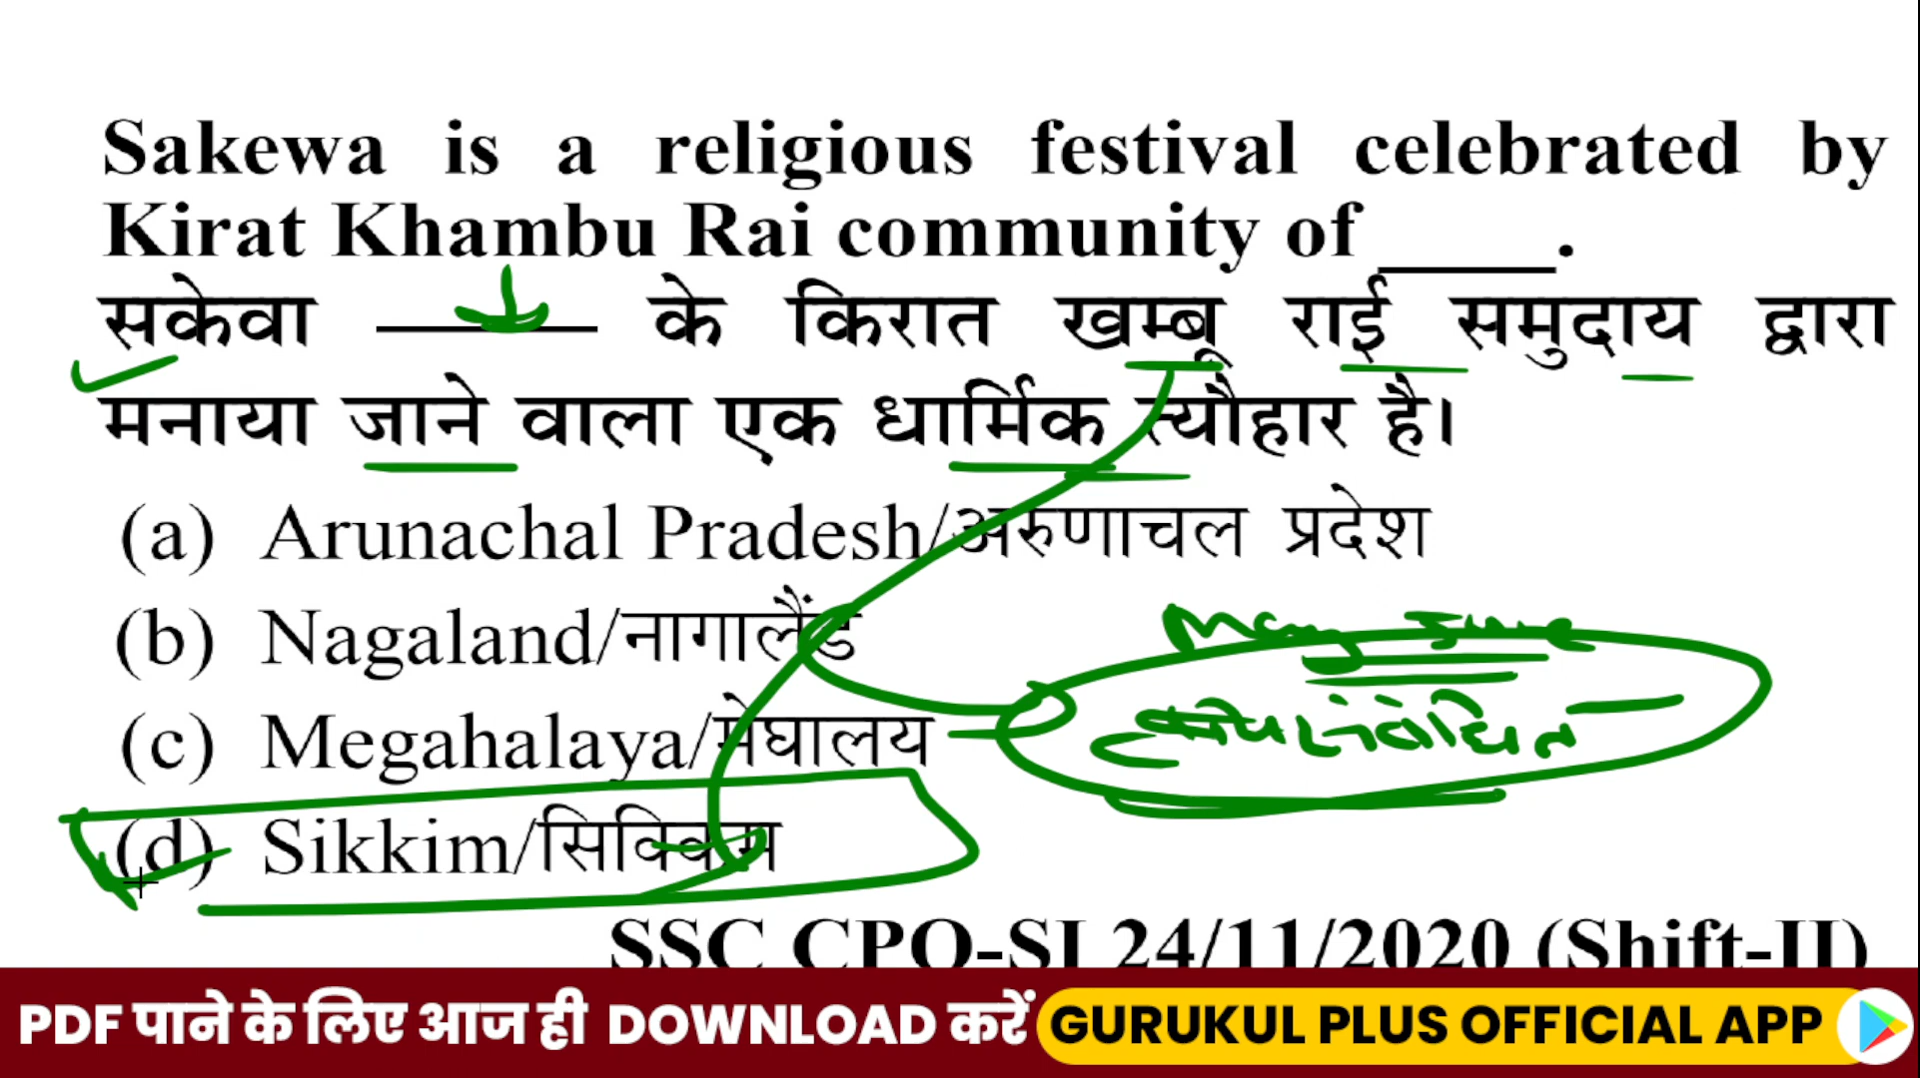 Sakewa is a religious festival celebrated by
Kirat Khambu Rai community of ____.
सकेवा ____ के किरात खम्बू राई समुदाय द्वारा
मनाया जाने वाला एक धार्मिक त्यौहार है।
(a) Arunachal Pradesh/अरुणाचल प्रदेश
(b) Nagaland/नागालैंड
May June
(c) Megahalaya/मेघालय
संबंधित
(d) Sikkim/सिक्किम
SSC CPO-SI 24/11/2020 (Shift-II)
PDF पाने के लिए आज ही DOWNLOAD करें GURUKUL PLUS OFFICIAL APP